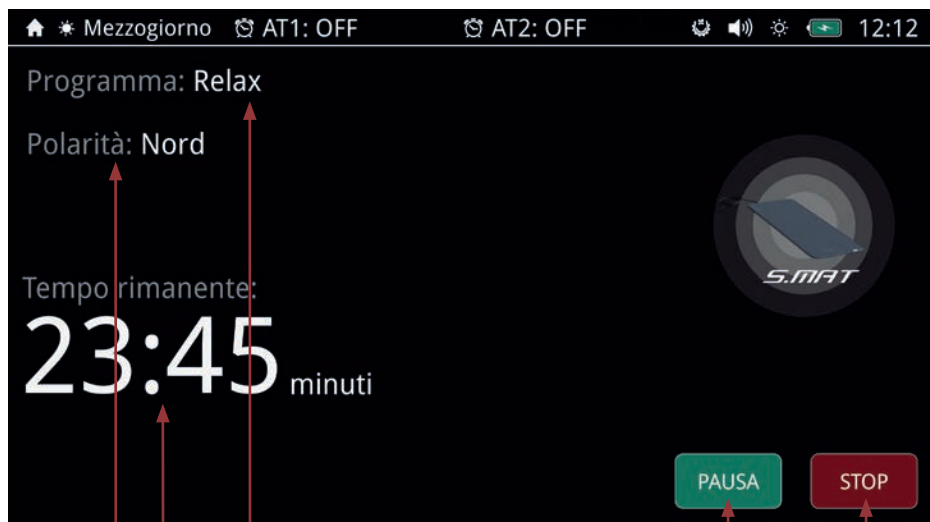 Mezzogiorno AT1: OFF AT2: OFF 12:12
Programma: Relax
Polarità: Nord
S.MAT
Tempo rimanente:
23:45 minuti
PAUSA STOP